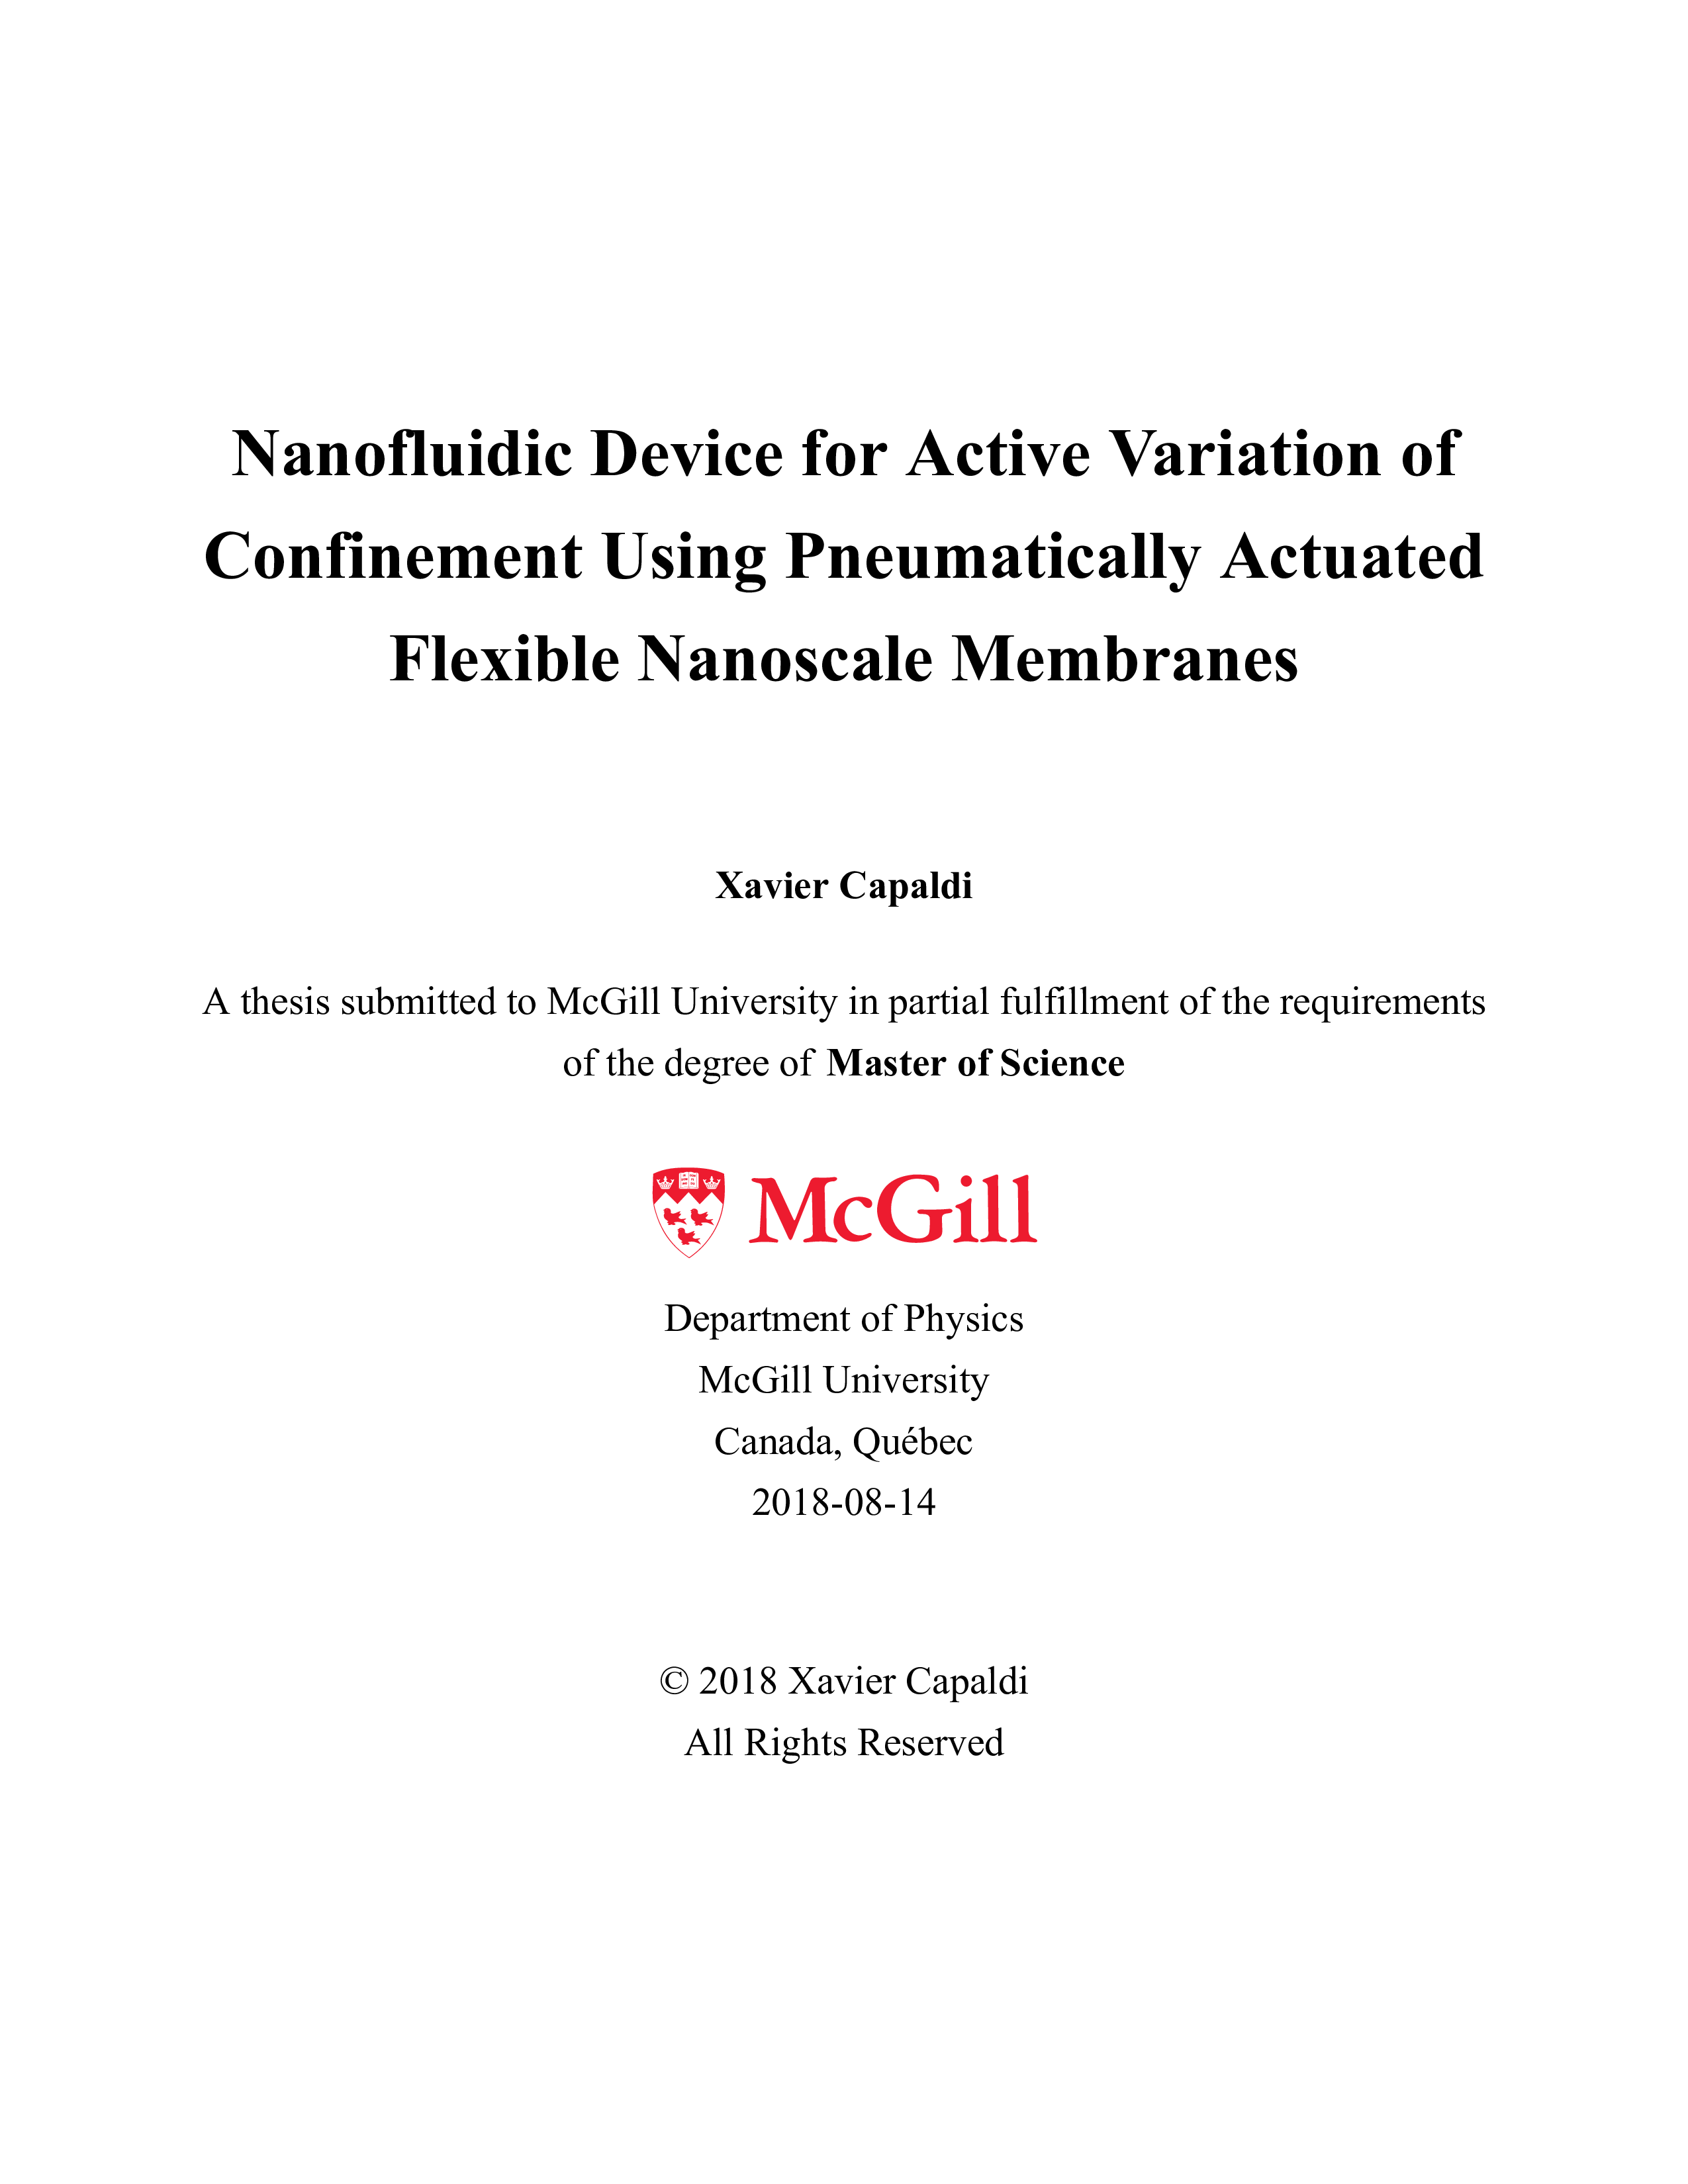 Nanofluidic Device for Active Variation of
Confinement Using Pneumatically Actuated
Flexible Nanoscale Membranes
Xavier Capaldi
A thesis submitted to McGill University in partial fulfillment of the requirements
of the degree of Master of Science
McGill
Department of Physics
McGill University
Canada, Québec
2018-08-14
© 2018 Xavier Capaldi
All Rights Reserved